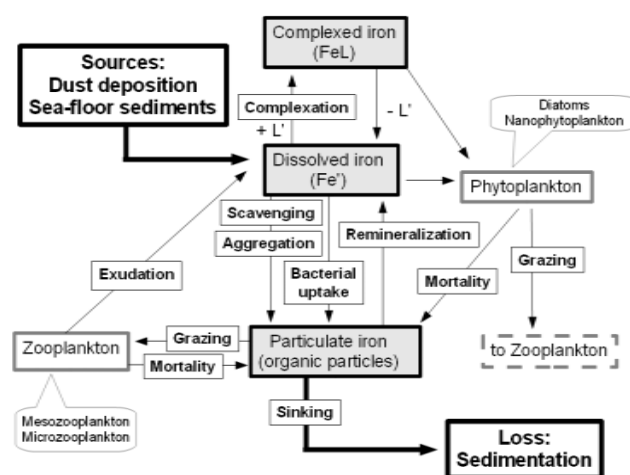 Complexed iron
(FeL)
Sources:
Dust deposition
Sea-floor sediments
Complexation
+ L'
- L'
Diatoms
Nanophytoplankton
Dissolved iron
(Fe')
Phytoplankton
Scavenging
Aggregation
Remineralization
Exudation
Bacterial
uptake
Mortality
Grazing
Zooplankton
Grazing
Mortality
Particulate iron
(organic particles)
to Zooplankton
Mesozooplankton
Microzooplankton
Sinking
Loss:
Sedimentation